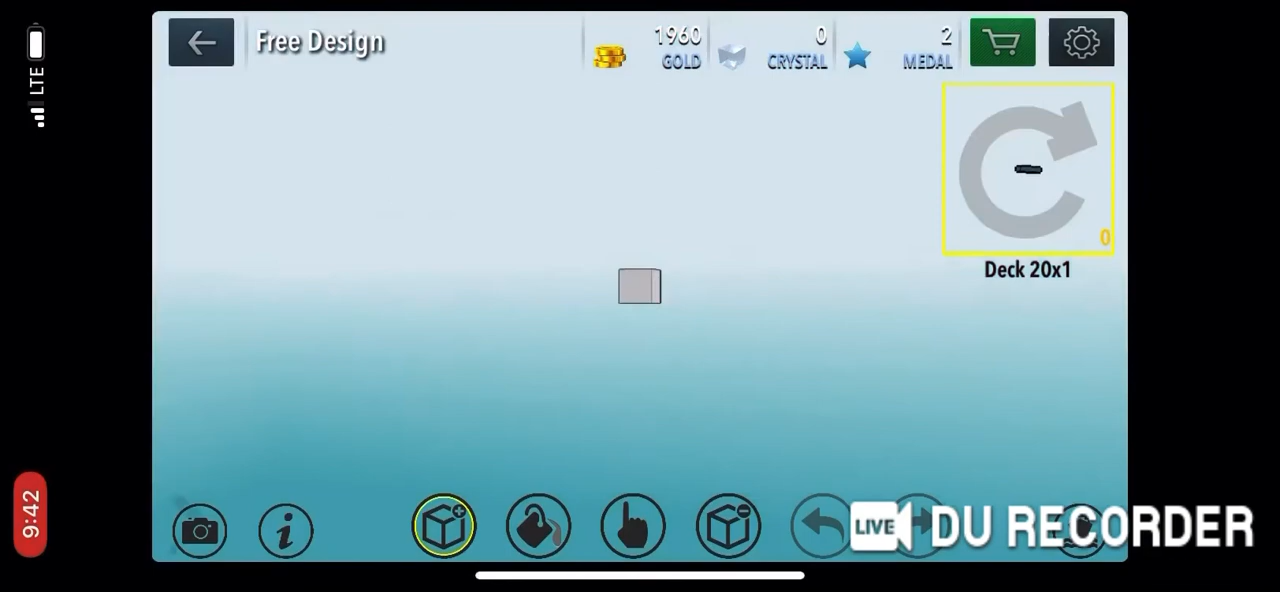 LTE
Free Design
1960
GOLD
0
CRYSTAL
2
MEDAL
0
Deck 20x1
9:42
LIVE DU RECORDER